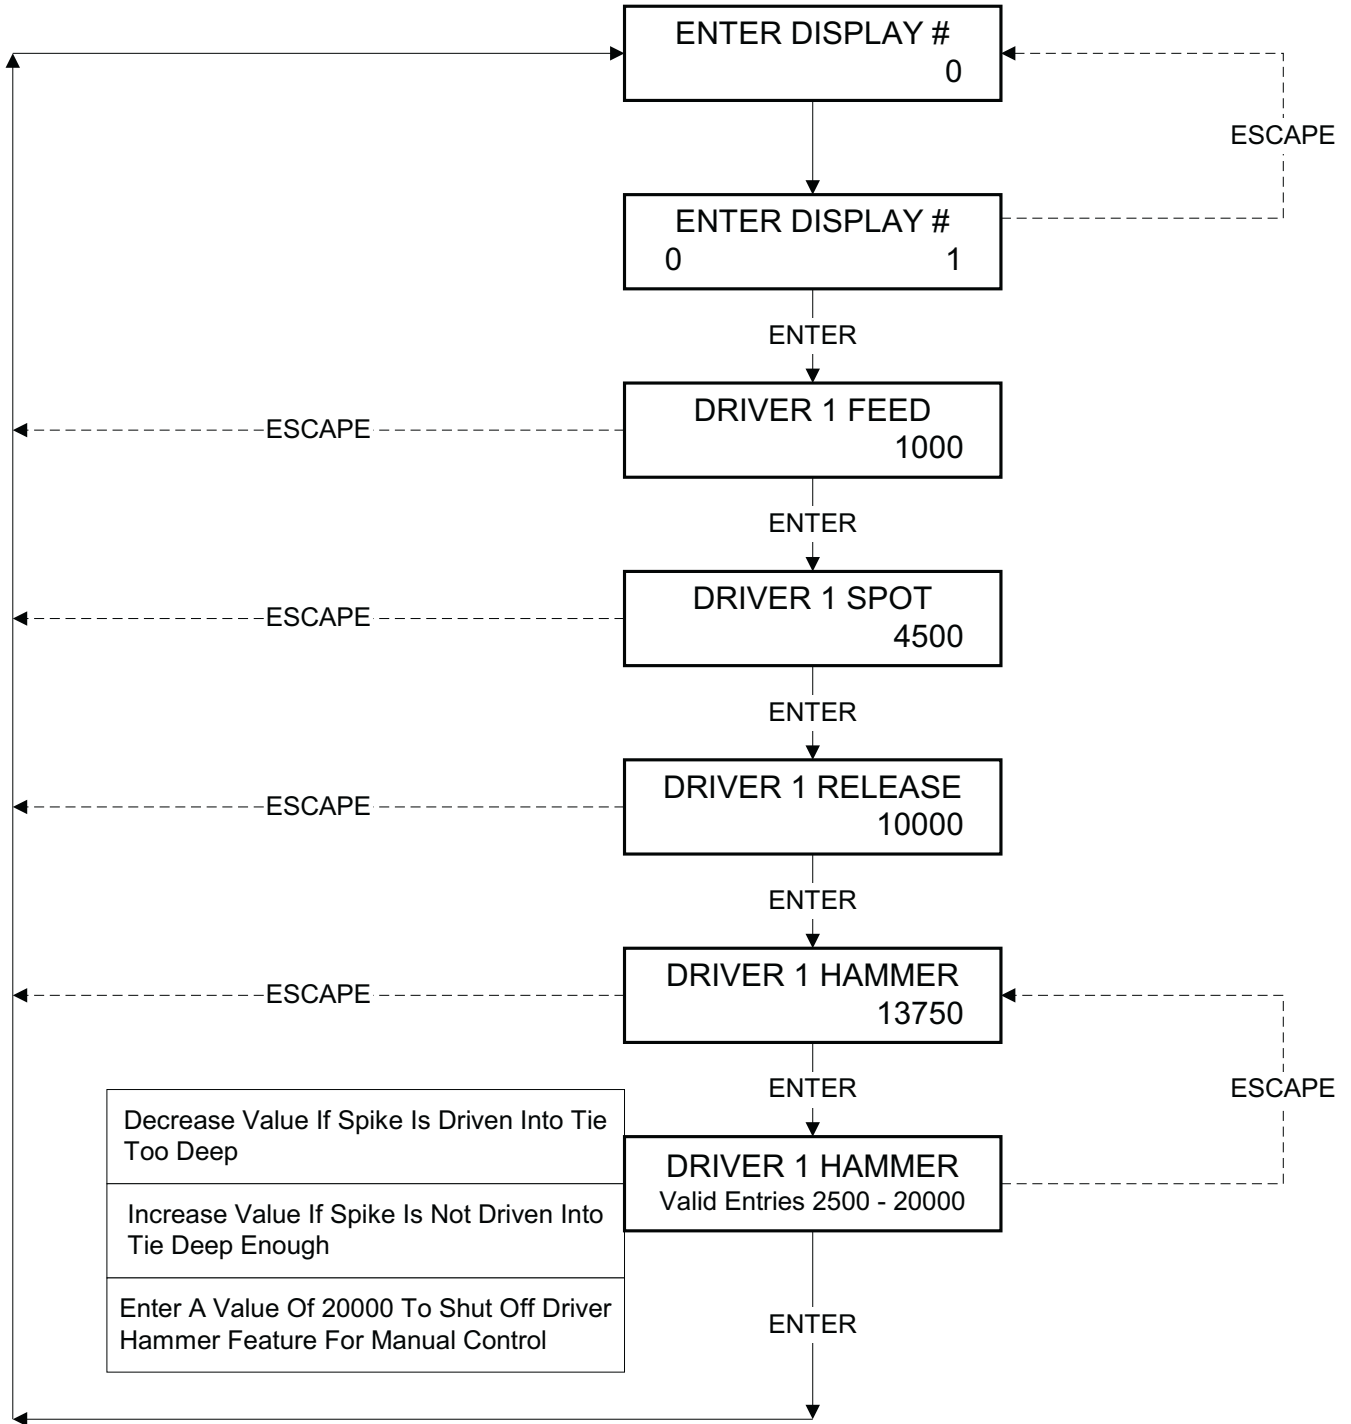 ENTER DISPLAY #
0
ESCAPE
ENTER DISPLAY #
0 1
ENTER
DRIVER 1 FEED
1000
ESCAPE
ENTER
DRIVER 1 SPOT
4500
ESCAPE
ENTER
DRIVER 1 RELEASE
10000
ESCAPE
ENTER
DRIVER 1 HAMMER
13750
ESCAPE
ENTER
ESCAPE
Decrease Value If Spike Is Driven Into Tie
Too Deep
DRIVER 1 HAMMER
Valid Entries 2500 - 20000
Increase Value If Spike Is Not Driven Into
Tie Deep Enough
Enter A Value Of 20000 To Shut Off Driver
Hammer Feature For Manual Control
ENTER